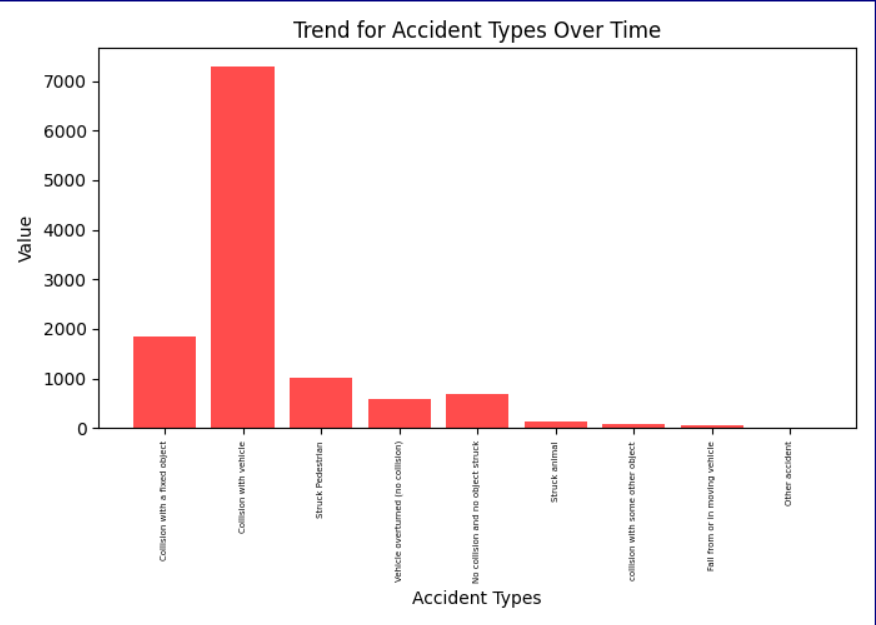 Trend for Accident Types Over Time
Value
7000
6000
5000
4000
3000
2000
1000
0
Collision with a fixed object
Collision with vehicle
Struck Pedestrian
Vehicle overturned (no collision)
No collision and no object struck
Struck animal
collision with some other object
Fall from or in moving vehicle
Other accident
Accident Types